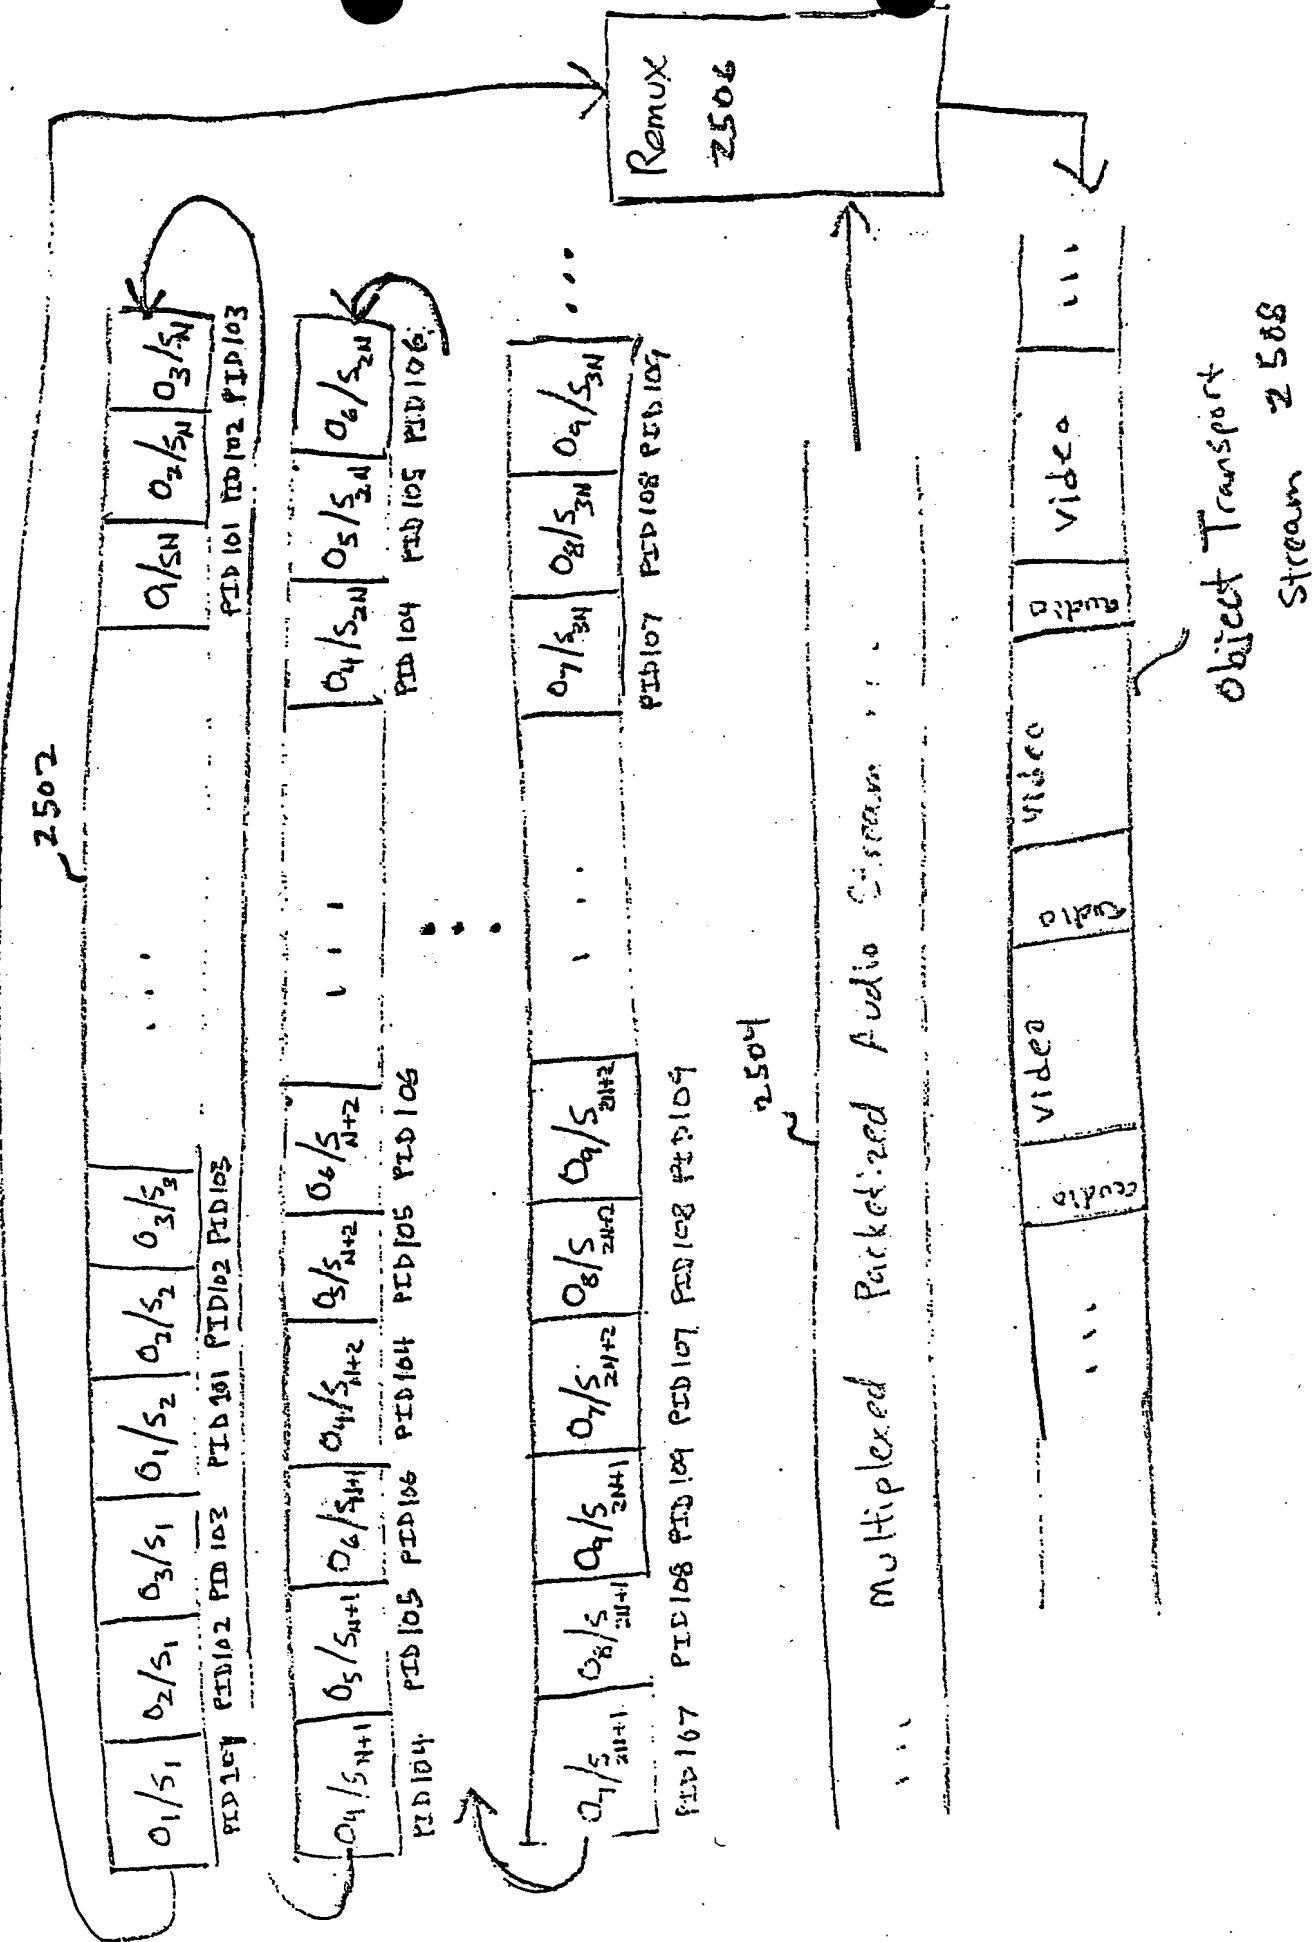 2502
O1/S1 O2/S1 O3/S1 O1/S2 O2/S2 O3/S3 ... O1/SN O2/SN O3/SN
PID101 PID102 PID103 PID101 PID102 PID103 PID101 PID102 PID103
O4/SN+1 O5/SN+1 O6/SN+1 O4/SN+2 O5/SN+2 O6/SN+2 ... O4/S2N O5/S2N O6/S2N
PID104 PID105 PID106 PID104 PID105 PID106 PID104 PID105 PID106
O7/S2N+1 O8/S2N+1 O9/S2N+1 O7/S2N+2 O8/S2N+2 O9/S2N+2 ... O7/S3N O8/S3N O9/S3N ...
PID107 PID108 PID109 PID107 PID108 PID109 PID107 PID108 PID109
Remux
2506
2504
... Multiplexed Packetized Audio Stream ...
... audio video audio video audio video ...
Object Transport
Stream 2508